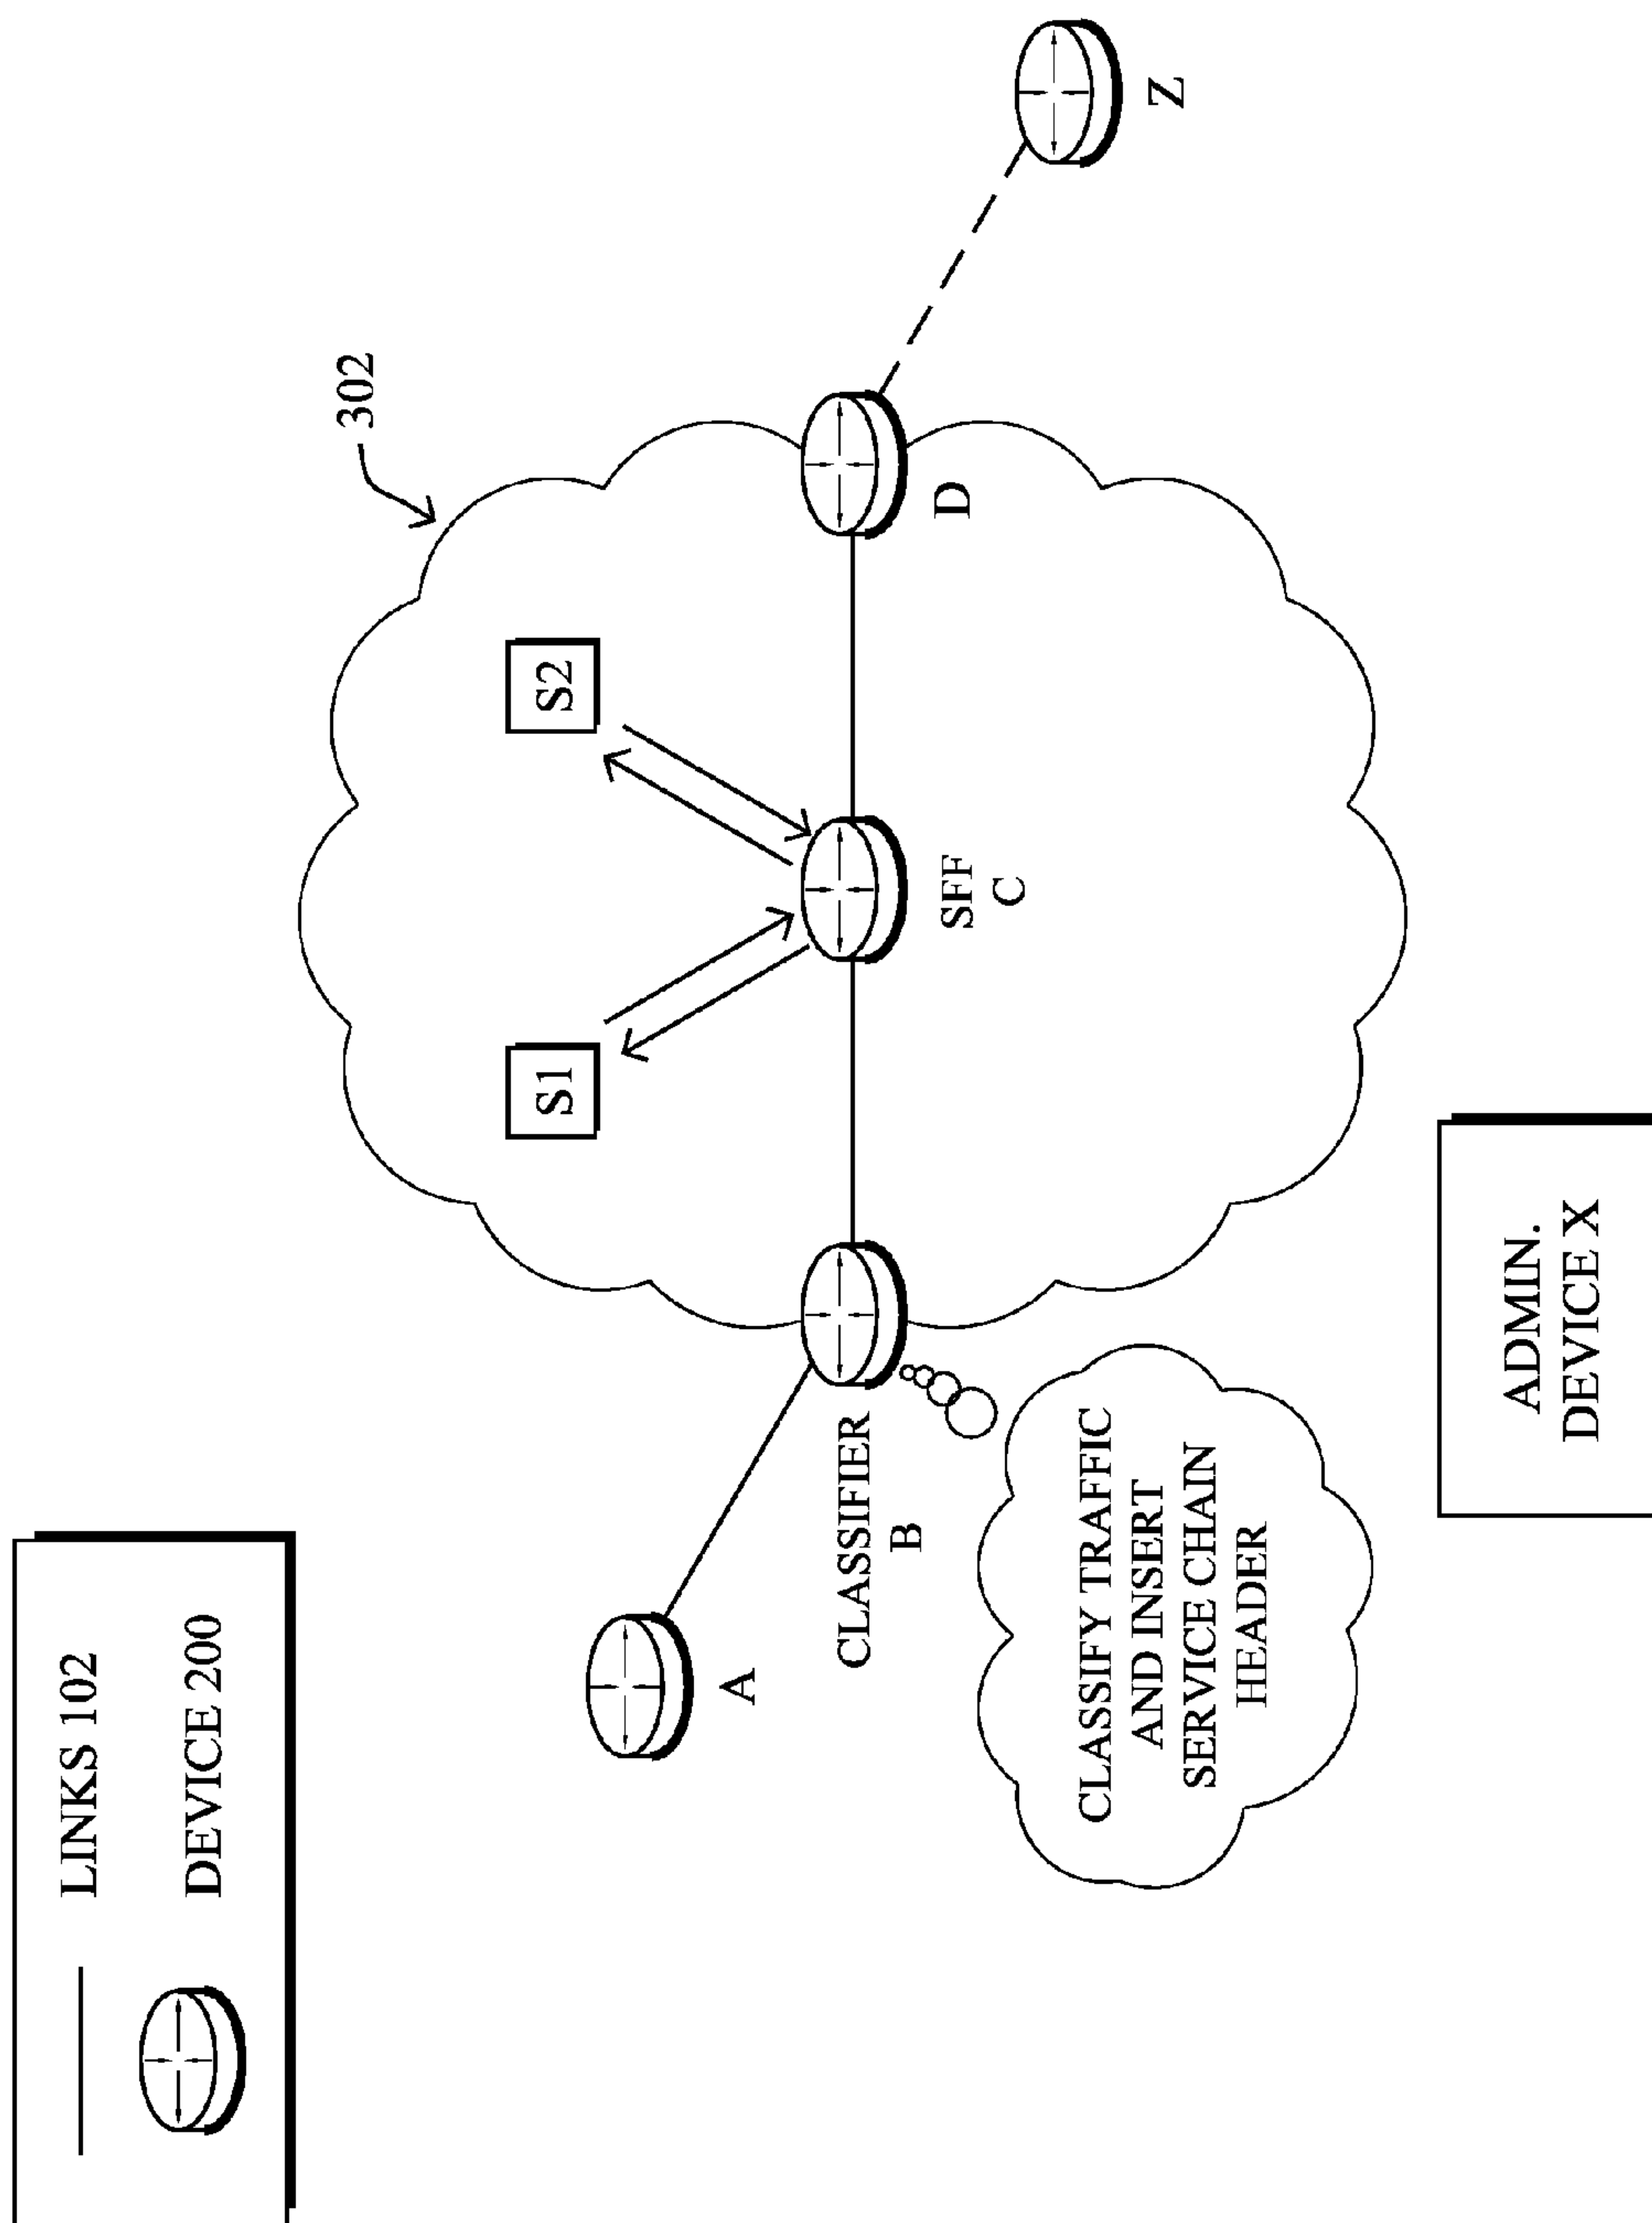 LINKS 102
DEVICE 200
302
S1
S2
A
CLASSIFIER
B
SFF
C
D
Z
CLASSIFY TRAFFIC
AND INSERT
SERVICE CHAIN
HEADER
ADMIN.
DEVICE X